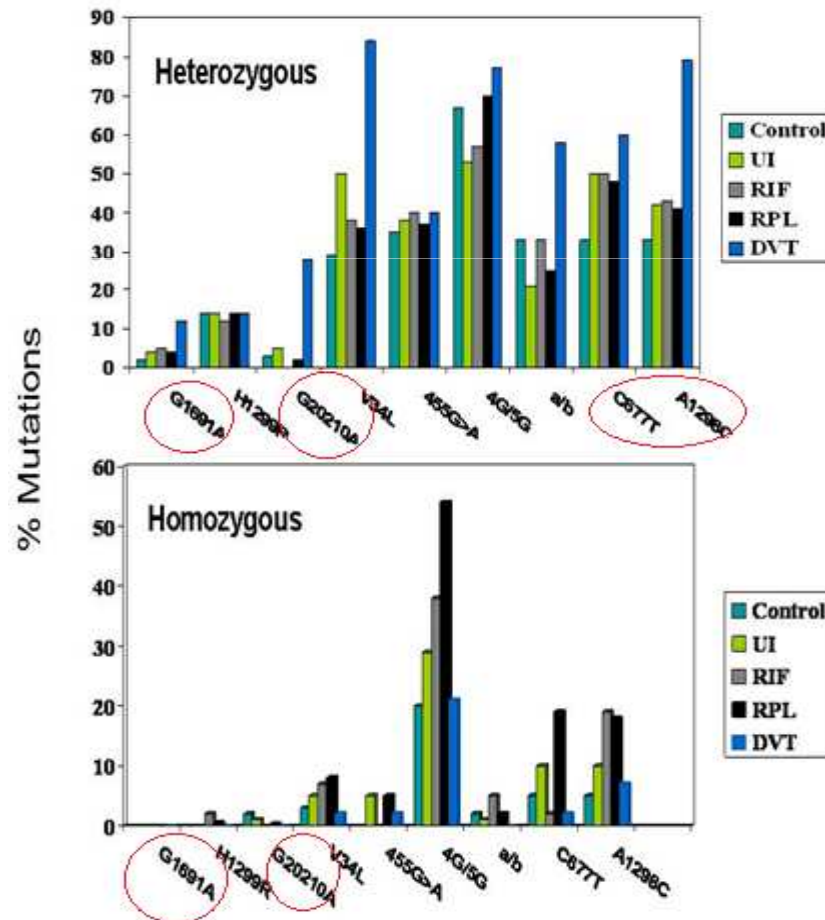 90
80
70
60
50
40
30
20
10
0
Heterozygous
Control
UI
RIF
RPL
DVT
G1691A
H1299R
G20210A
V34L
455G>A
4G/5G
a/b
C677T
A1298C
% Mutations
60
50
40
30
20
10
0
Homozygous
Control
UI
RIF
RPL
DVT
G1691A
H1299R
G20210A
V34L
455G>A
4G/5G
a/b
C677T
A1298C